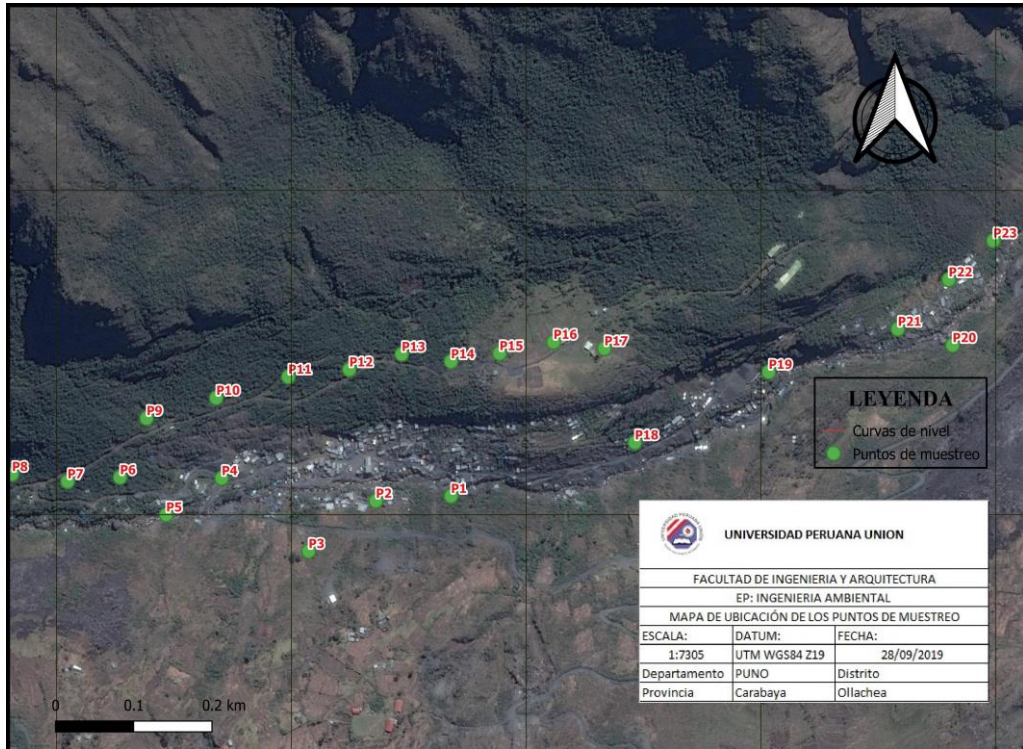 P23
P22
P21
P20
P16
P17
P15
P13
P14
P12
P19
P11
P10
P9
P18
P8
P7
P6
P4
P5
P2
P1
P3
LEYENDA
Curvas de nivel
Puntos de muestreo
UNIVERSIDAD PERUANA UNION
FACULTAD DE INGENIERIA Y ARQUITECTURA
EP: INGENIERIA AMBIENTAL
MAPA DE UBICACIÓN DE LOS PUNTOS DE MUESTREO
ESCALA: DATUM: FECHA:
1:7305 UTM WGS84 Z19 28/09/2019
Departamento PUNO Distrito
Provincia Carabaya Ollachea
0 0.1 0.2 km